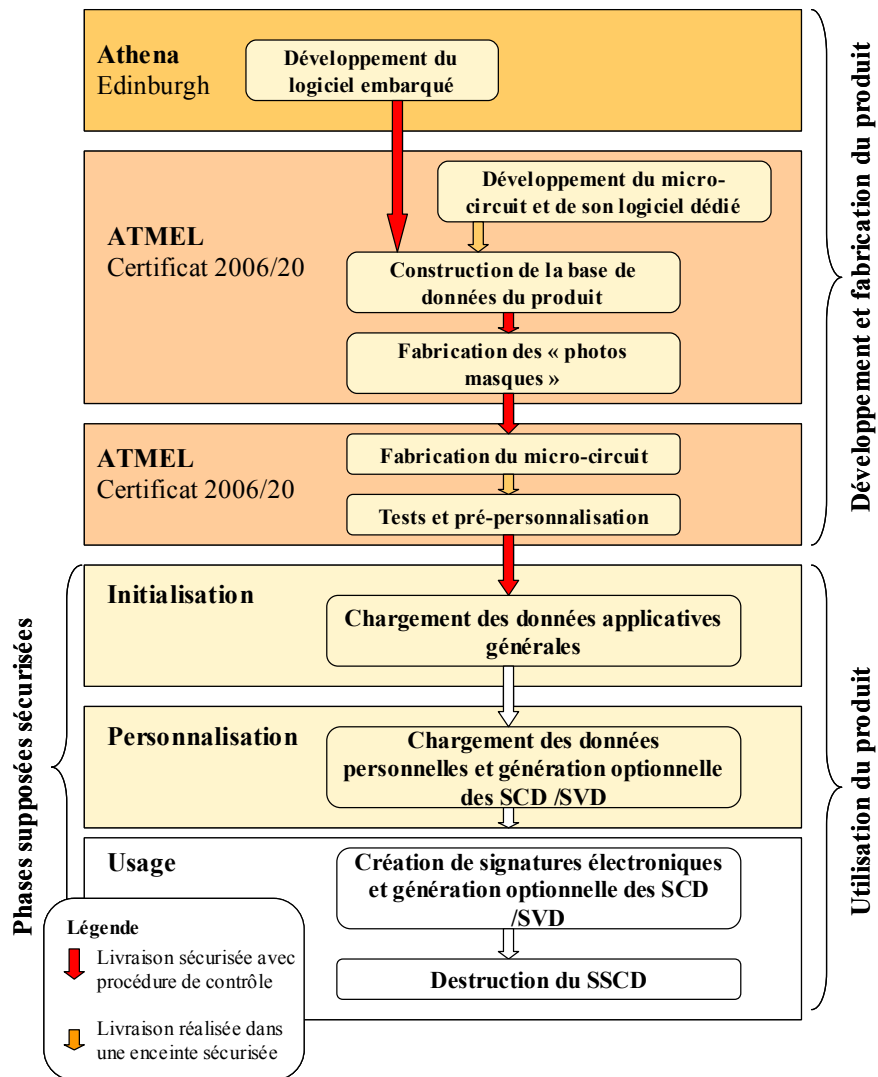 Athena
Edinburgh
Développement du
logiciel embarqué
Développement du micro-
circuit et de son logiciel dédié
ATMEL
Certificat 2006/20
Construction de la base de
données du produit
Fabrication des « photos
masques »
ATMEL
Certificat 2006/20
Fabrication du micro-circuit
Tests et pré-personnalisation
Développement et fabrication du produit
Initialisation
Chargement des données applicatives
générales
Personnalisation
Chargement des données
personnelles et génération optionnelle
des SCD /SVD
Usage
Création de signatures électroniques
et génération optionnelle des SCD
/SVD
Destruction du SSCD
Phases supposées sécurisées
Utilisation du produit
Légende
Livraison sécurisée avec
procédure de contrôle
Livraison réalisée dans
une enceinte sécurisée